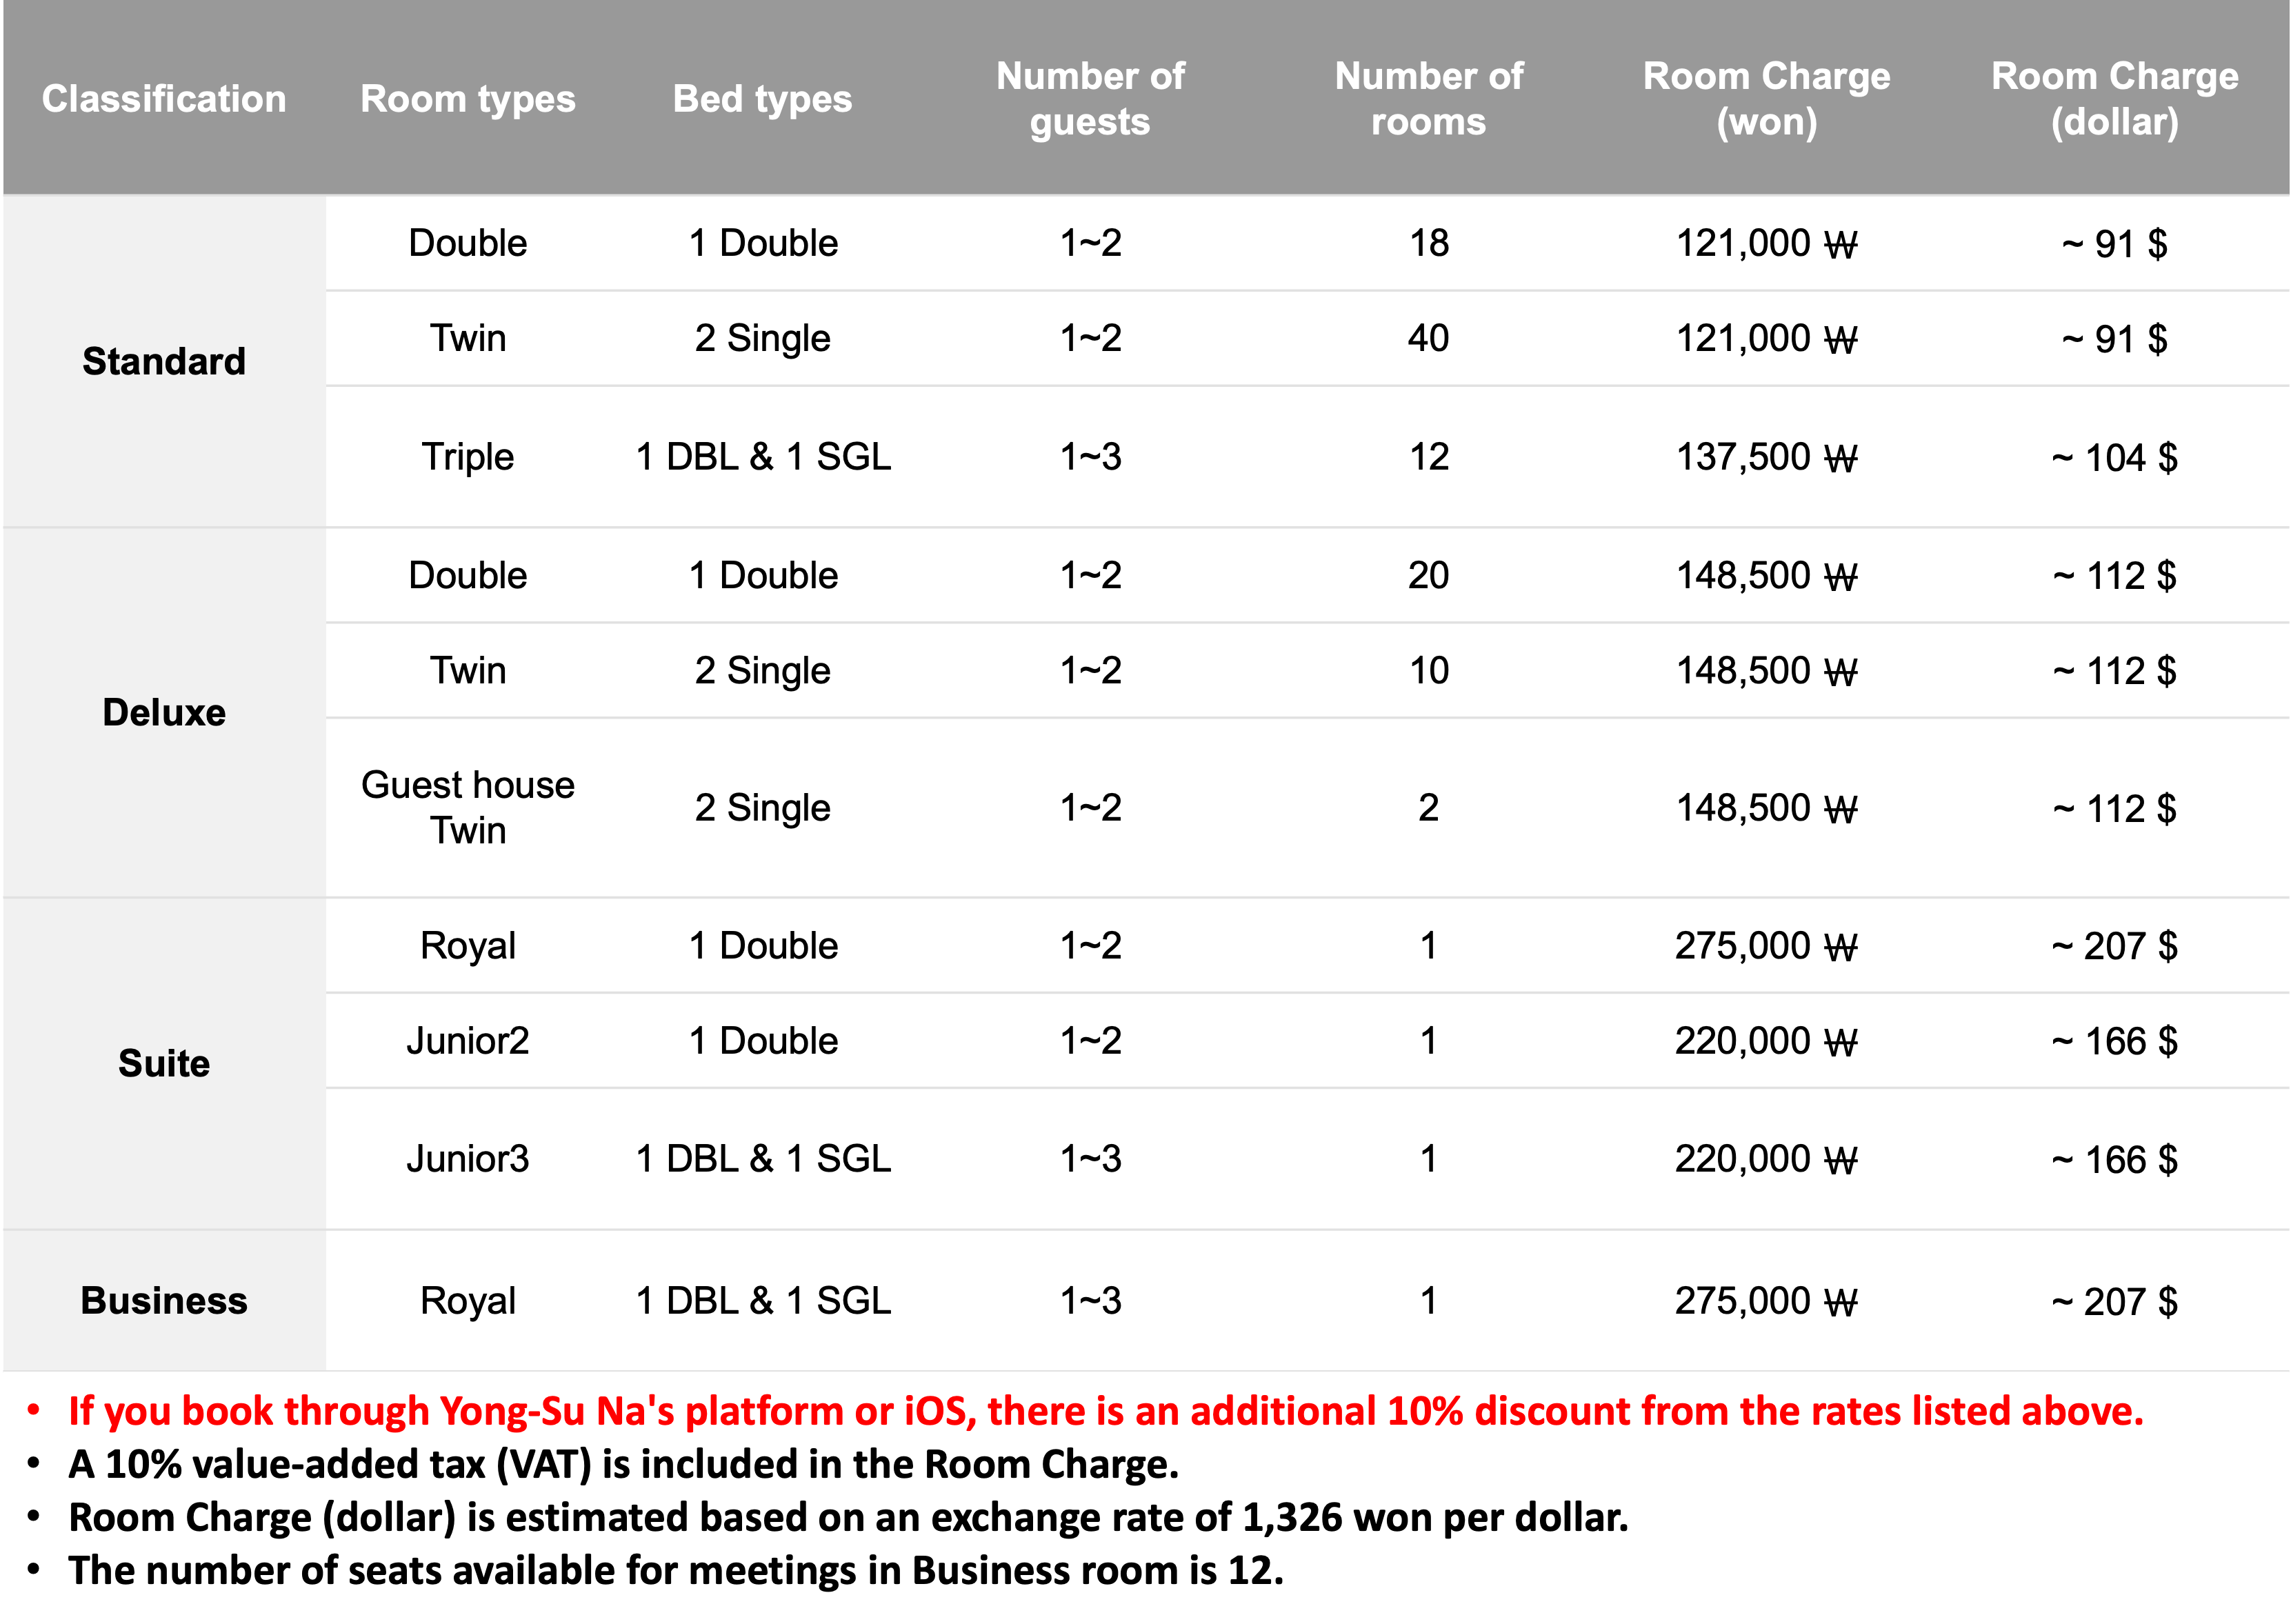 Classification Room types Bed types Number of guests Number of rooms Room Charge (won) Room Charge (dollar)
Standard Double 1 Double 1~2 18 121,000 ₩ ~ 91 $
Twin 2 Single 1~2 40 121,000 ₩ ~ 91 $
Triple 1 DBL & 1 SGL 1~3 12 137,500 ₩ ~ 104 $
Deluxe Double 1 Double 1~2 20 148,500 ₩ ~ 112 $
Twin 2 Single 1~2 10 148,500 ₩ ~ 112 $
Guest house Twin 2 Single 1~2 2 148,500 ₩ ~ 112 $
Suite Royal 1 Double 1~2 1 275,000 ₩ ~ 207 $
Junior2 1 Double 1~2 1 220,000 ₩ ~ 166 $
Junior3 1 DBL & 1 SGL 1~3 1 220,000 ₩ ~ 166 $
Business Royal 1 DBL & 1 SGL 1~3 1 275,000 ₩ ~ 207 $
• If you book through Yong-Su Na's platform or iOS, there is an additional 10% discount from the rates listed above.
• A 10% value-added tax (VAT) is included in the Room Charge.
• Room Charge (dollar) is estimated based on an exchange rate of 1,326 won per dollar.
• The number of seats available for meetings in Business room is 12.